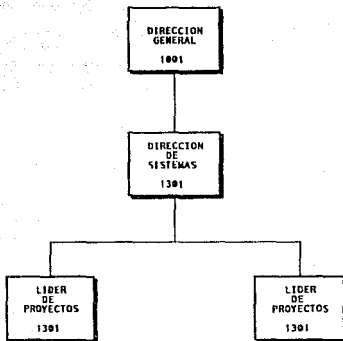 DIRECCION
GENERAL
1001
DIRECCION
DE
SISTEMAS
1301
LIDER
DE
PROYECTOS
1301
LIDER
DE
PROYECTOS
1301